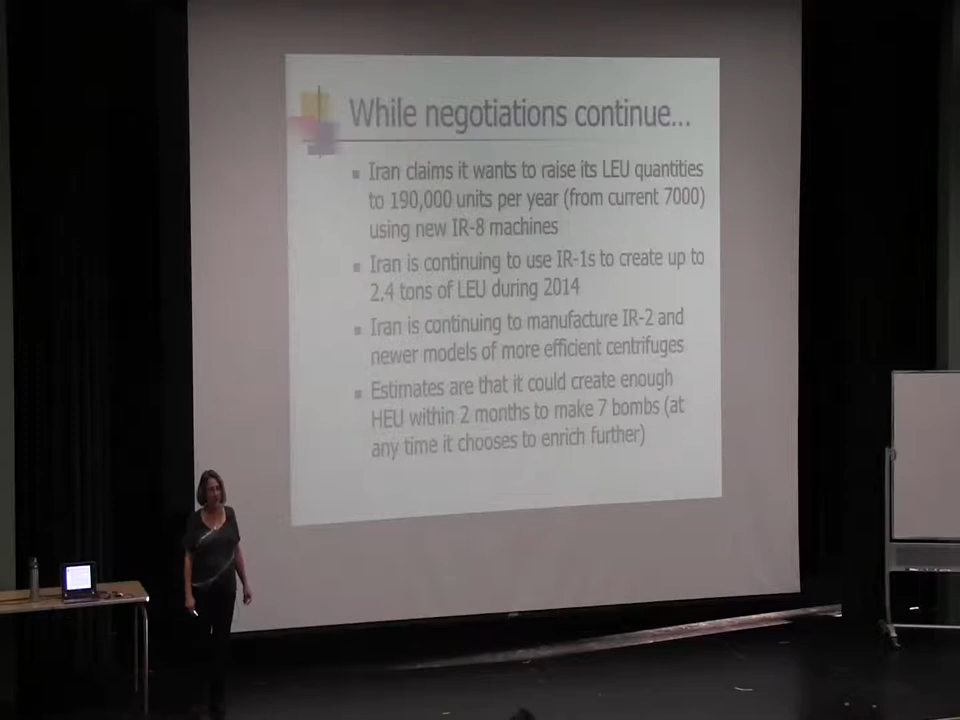 While negotiations continue...
Iran claims it wants to raise its LEU quantities
to 190,000 units per year (from current 7000)
using new IR-8 machines
Iran is continuing to use IR-1s to create up to
2.4 tons of LEU during 2014
Iran is continuing to manufacture IR-2 and
newer models of more efficient centrifuges
Estimates are that it could create enough
HEU within 2 months to make 7 bombs (at
any time it chooses to enrich further)